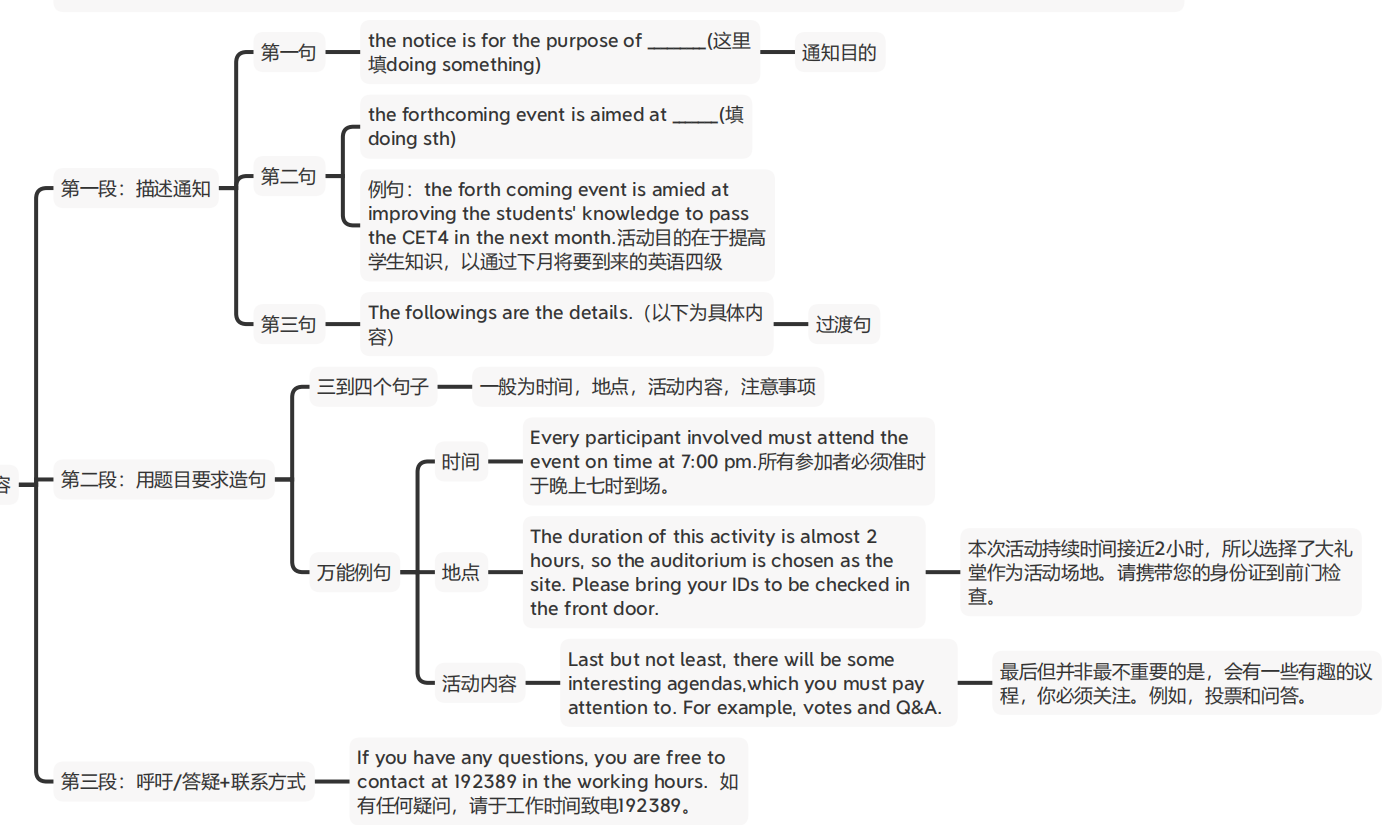 第一句
the notice is for the purpose of ______(这里
填doing something)
通知目的
the forthcoming event is aimed at _____(填
doing sth)
第二句
例句：the forth coming event is amied at
improving the students' knowledge to pass
the CET4 in the next month.活动目的在于提高
学生知识，以通过下月将要到来的英语四级
第一段：描述通知
第三句
The followings are the details.（以下为具体内
容）
过渡句
三到四个句子
一般为时间，地点，活动内容，注意事项
时间
Every participant involved must attend the
event on time at 7:00 pm.所有参加者必须准时
于晚上七时到场。
容
第二段：用题目要求造句
万能例句
地点
The duration of this activity is almost 2
hours, so the auditorium is chosen as the
site. Please bring your IDs to be checked in
the front door.
本次活动持续时间接近2小时，所以选择了大礼
堂作为活动场地。请携带您的身份证到前门检
查。
活动内容
Last but not least, there will be some
interesting agendas,which you must pay
attention to. For example, votes and Q&A.
最后但并非最不重要的是，会有一些有趣的议
程，你必须关注。例如，投票和问答。
第三段：呼吁/答疑+联系方式
If you have any questions, you are free to
contact at 192389 in the working hours. 如
有任何疑问，请于工作时间致电192389。